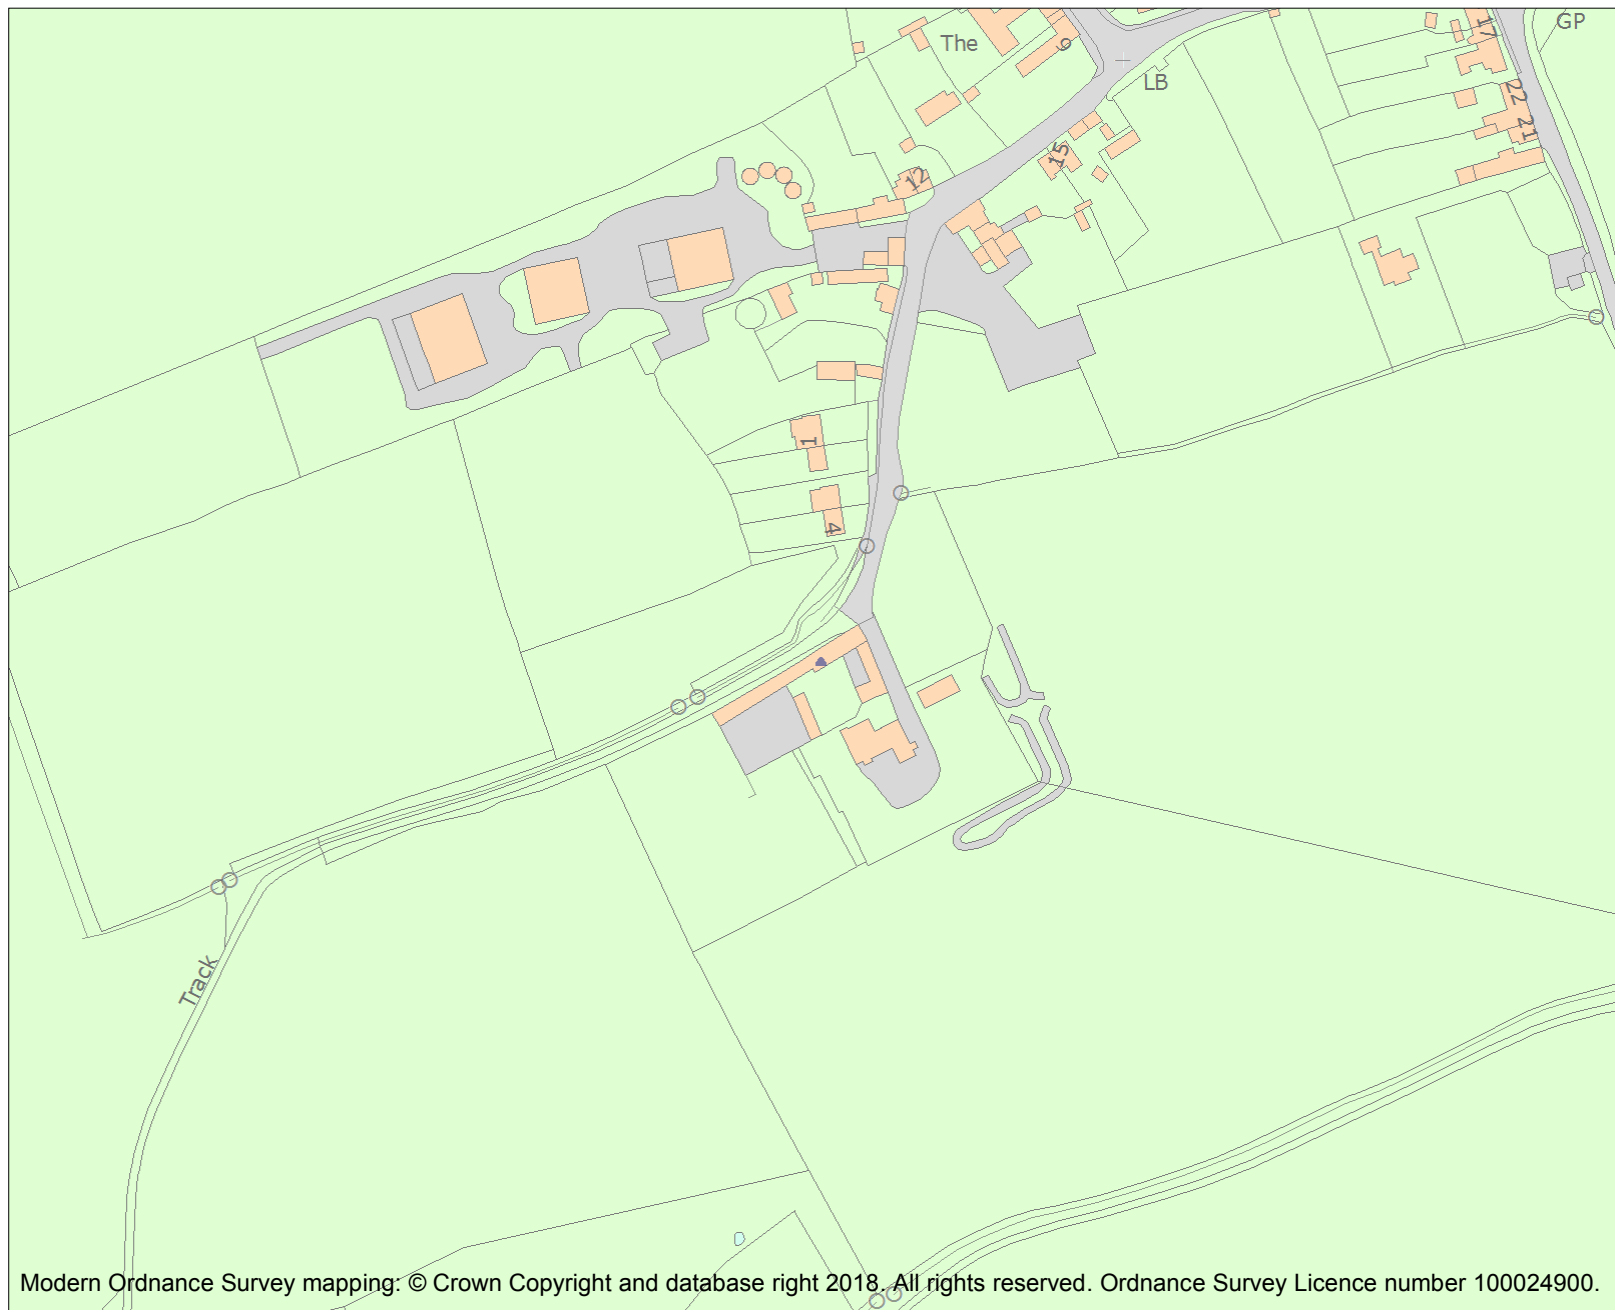 The
9
LB
17
GP
22
21
15
12
1
4
Track
Modern Ordnance Survey mapping: © Crown Copyright and database right 2018. All rights reserved. Ordnance Survey Licence number 100024900.